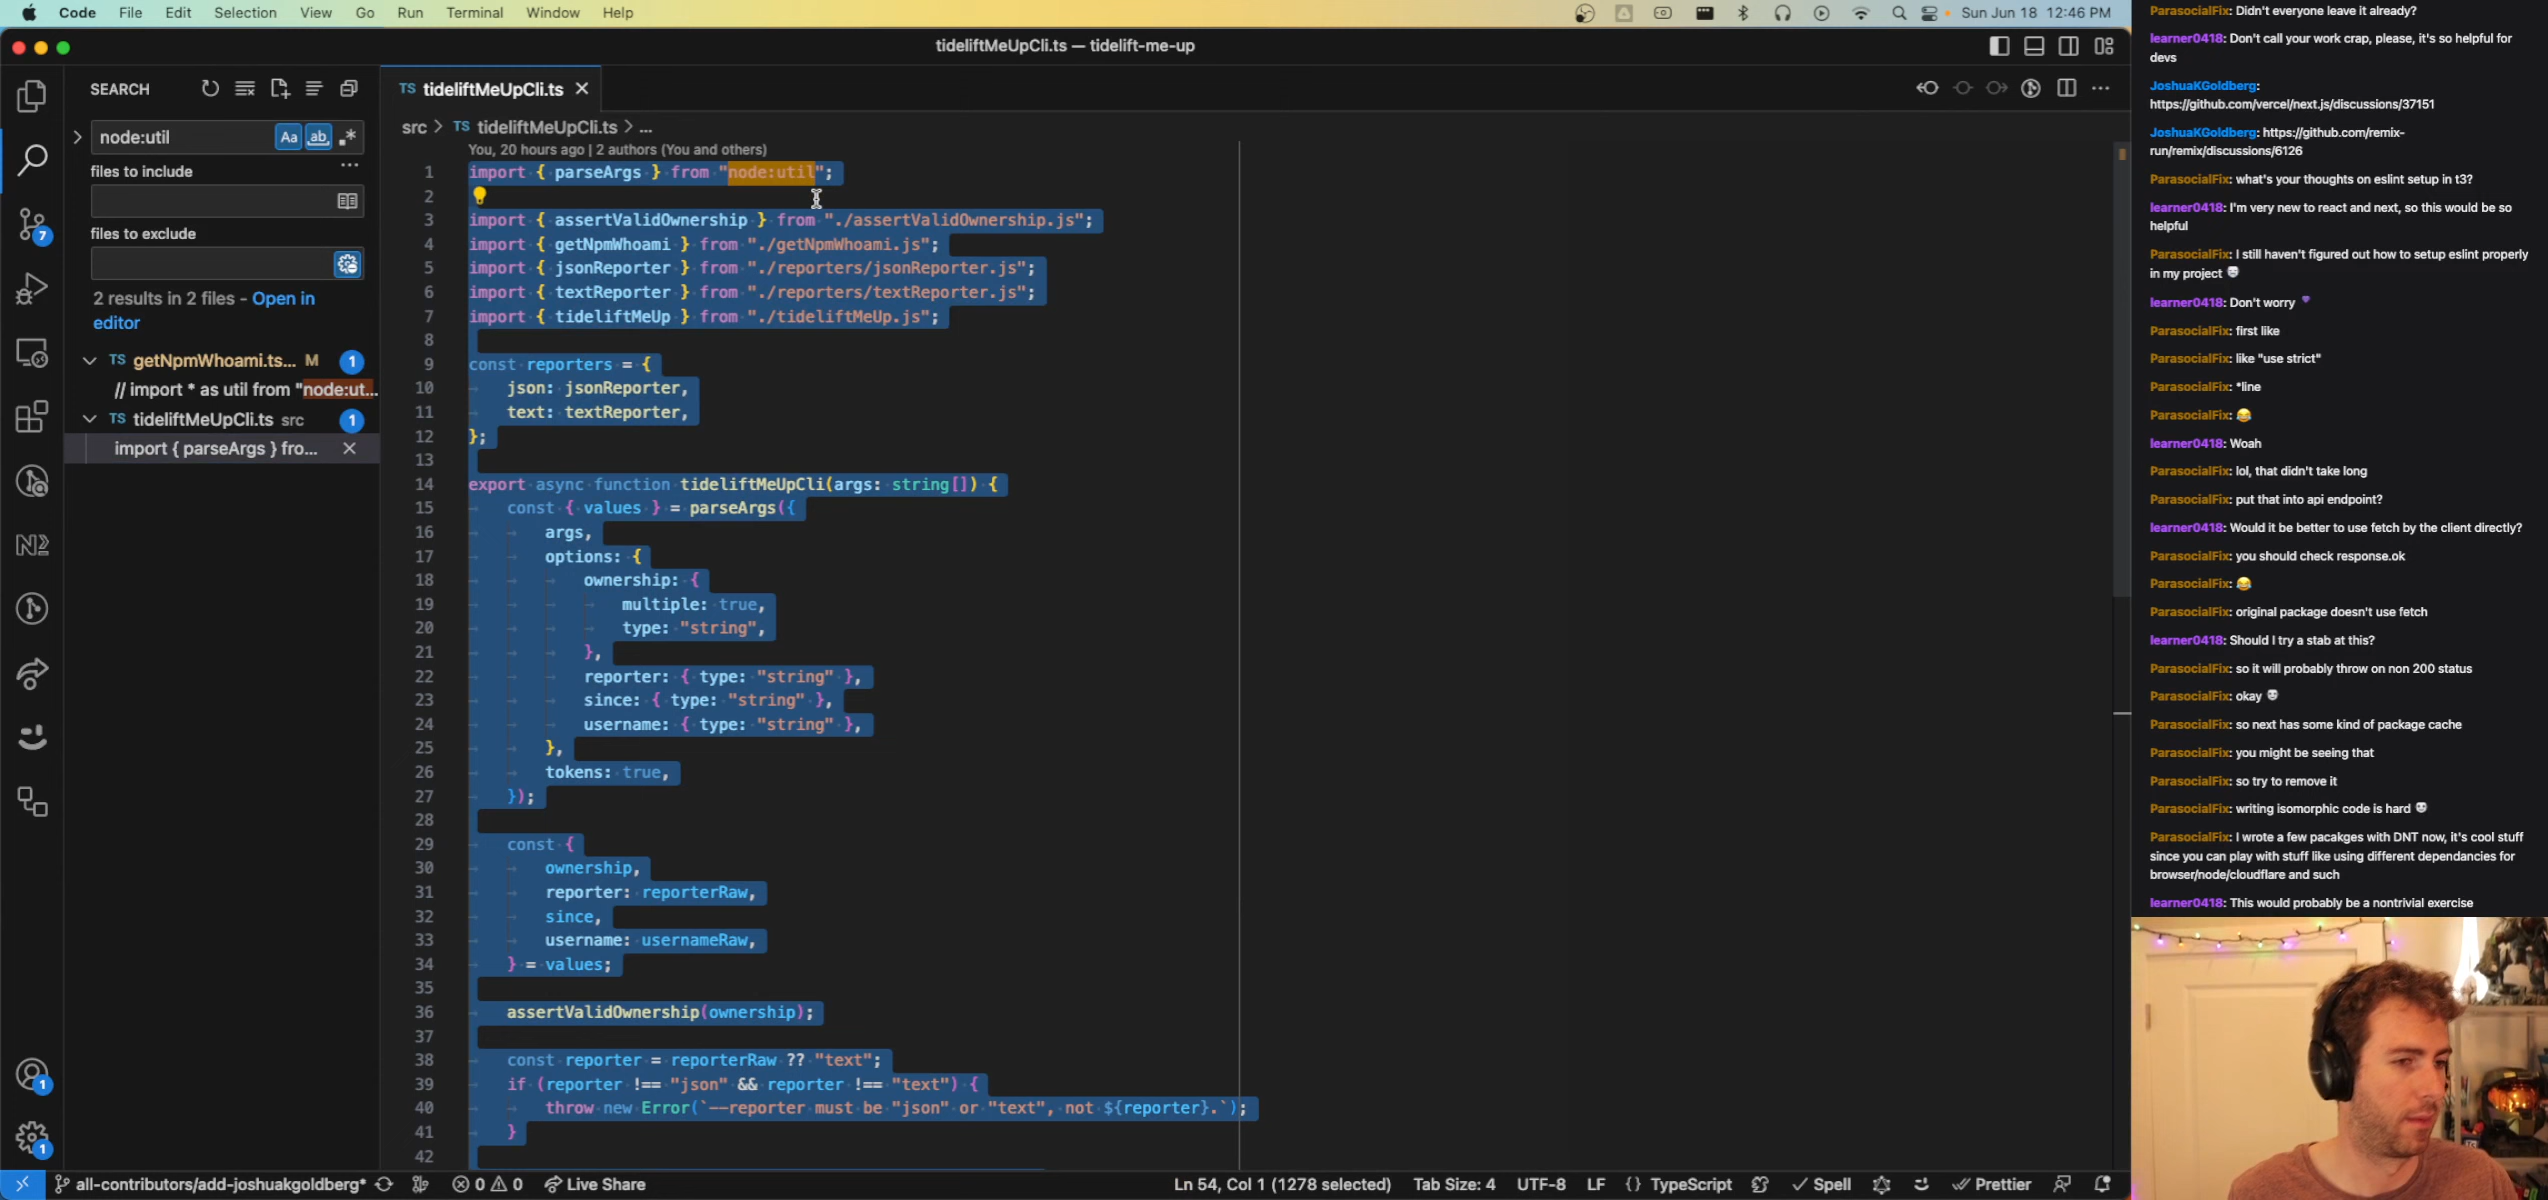 Code File Edit Selection View Go Run Terminal Window Help
Sun Jun 18 12:46 PM
tideliftMeUpCli.ts — tidelift-me-up
SEARCH
node:util
files to include
files to exclude
2 results in 2 files - Open in
editor
TS getNpmWhoami.ts... M 1
// import * as util from "node:ut...
TS tideliftMeUpCli.ts src 1
import { parseArgs } fro...
TS tideliftMeUpCli.ts
src > TS tideliftMeUpCli.ts > ...
You, 20 hours ago | 2 authors (You and others)
1 import { parseArgs } from "node:util";
2
3 import { assertValidOwnership } from "./assertValidOwnership.js";
4 import { getNpmWhoami } from "./getNpmWhoami.js";
5 import { jsonReporter } from "./reporters/jsonReporter.js";
6 import { textReporter } from "./reporters/textReporter.js";
7 import { tideliftMeUp } from "./tideliftMeUp.js";
8
9 const reporters = {
10 json: jsonReporter,
11 text: textReporter,
12 };
13
14 export async function tideliftMeUpCli(args: string[]) {
15 const { values } = parseArgs({
16 args,
17 options: {
18 ownership: {
19 multiple: true,
20 type: "string",
21 },
22 reporter: { type: "string" },
23 since: { type: "string" },
24 username: { type: "string" },
25 },
26 tokens: true,
27 });
28
29 const {
30 ownership,
31 reporter: reporterRaw,
32 since,
33 username: usernameRaw,
34 } = values;
35
36 assertValidOwnership(ownership);
37
38 const reporter = reporterRaw ?? "text";
39 if (reporter !== "json" && reporter !== "text") {
40 throw new Error(`--reporter must be "json" or "text", not ${reporter}.`);
41 }
42
all-contributors/add-joshuakgoldberg* 0 0 Live Share
Ln 54, Col 1 (1278 selected) Tab Size: 4 UTF-8 LF {} TypeScript Spell Prettier
ParasocialFix: Didn't everyone leave it already?
learner0418: Don't call your work crap, please, it's so helpful for
devs
JoshuaKGoldberg:
https://github.com/vercel/next.js/discussions/37151
JoshuaKGoldberg: https://github.com/remix-
run/remix/discussions/6126
ParasocialFix: what's your thoughts on eslint setup in t3?
learner0418: I'm very new to react and next, so this would be so
helpful
ParasocialFix: I still haven't figured out how to setup eslint properly
in my project
learner0418: Don't worry
ParasocialFix: first like
ParasocialFix: like "use strict"
ParasocialFix: *line
ParasocialFix: 😂
learner0418: Woah
ParasocialFix: lol, that didn't take long
ParasocialFix: put that into api endpoint?
learner0418: Would it be better to use fetch by the client directly?
ParasocialFix: you should check response.ok
ParasocialFix: 😂
ParasocialFix: original package doesn't use fetch
learner0418: Should I try a stab at this?
ParasocialFix: so it will probably throw on non 200 status
ParasocialFix: okay
ParasocialFix: so next has some kind of package cache
ParasocialFix: you might be seeing that
ParasocialFix: so try to remove it
ParasocialFix: writing isomorphic code is hard
ParasocialFix: I wrote a few pacakges with DNT now, it's cool stuff
since you can play with stuff like using different dependancies for
browser/node/cloudflare and such
learner0418: This would probably be a nontrivial exercise